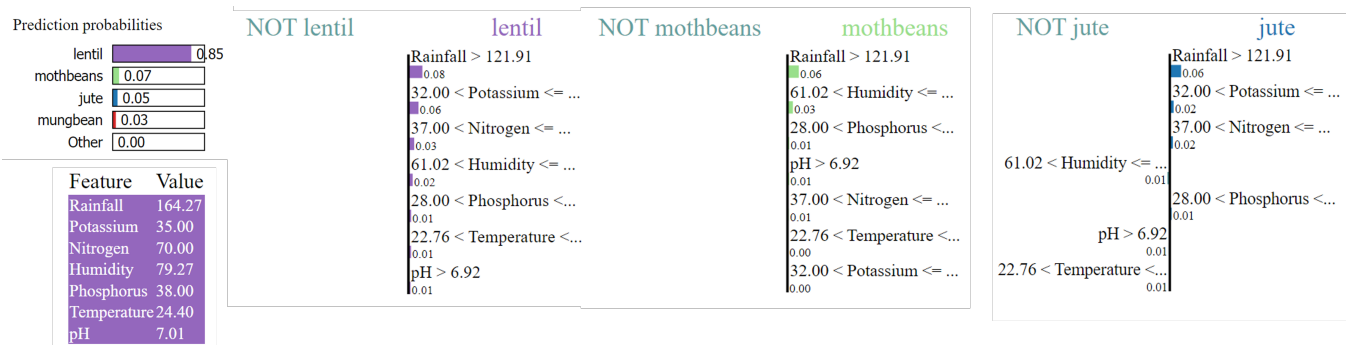 Prediction probabilities
lentil 0.85
mothbeans 0.07
jute 0.05
mungbean 0.03
Other 0.00
Feature Value
Rainfall 164.27
Potassium 35.00
Nitrogen 70.00
Humidity 79.27
Phosphorus 38.00
Temperature 24.40
pH 7.01
NOT lentil lentil
Rainfall > 121.91
0.08
32.00 < Potassium <= ...
0.06
37.00 < Nitrogen <= ...
0.03
61.02 < Humidity <= ...
0.02
28.00 < Phosphorus <...
0.01
22.76 < Temperature <...
0.01
pH > 6.92
0.01
NOT mothbeans mothbeans
Rainfall > 121.91
0.06
61.02 < Humidity <= ...
0.03
28.00 < Phosphorus <...
0.01
pH > 6.92
0.01
37.00 < Nitrogen <= ...
0.01
22.76 < Temperature <...
0.00
32.00 < Potassium <= ...
0.00
NOT jute jute
Rainfall > 121.91
0.06
32.00 < Potassium <= ...
0.02
37.00 < Nitrogen <= ...
0.02
61.02 < Humidity <= ...
0.01
28.00 < Phosphorus <...
0.01
pH > 6.92
0.01
22.76 < Temperature <...
0.01